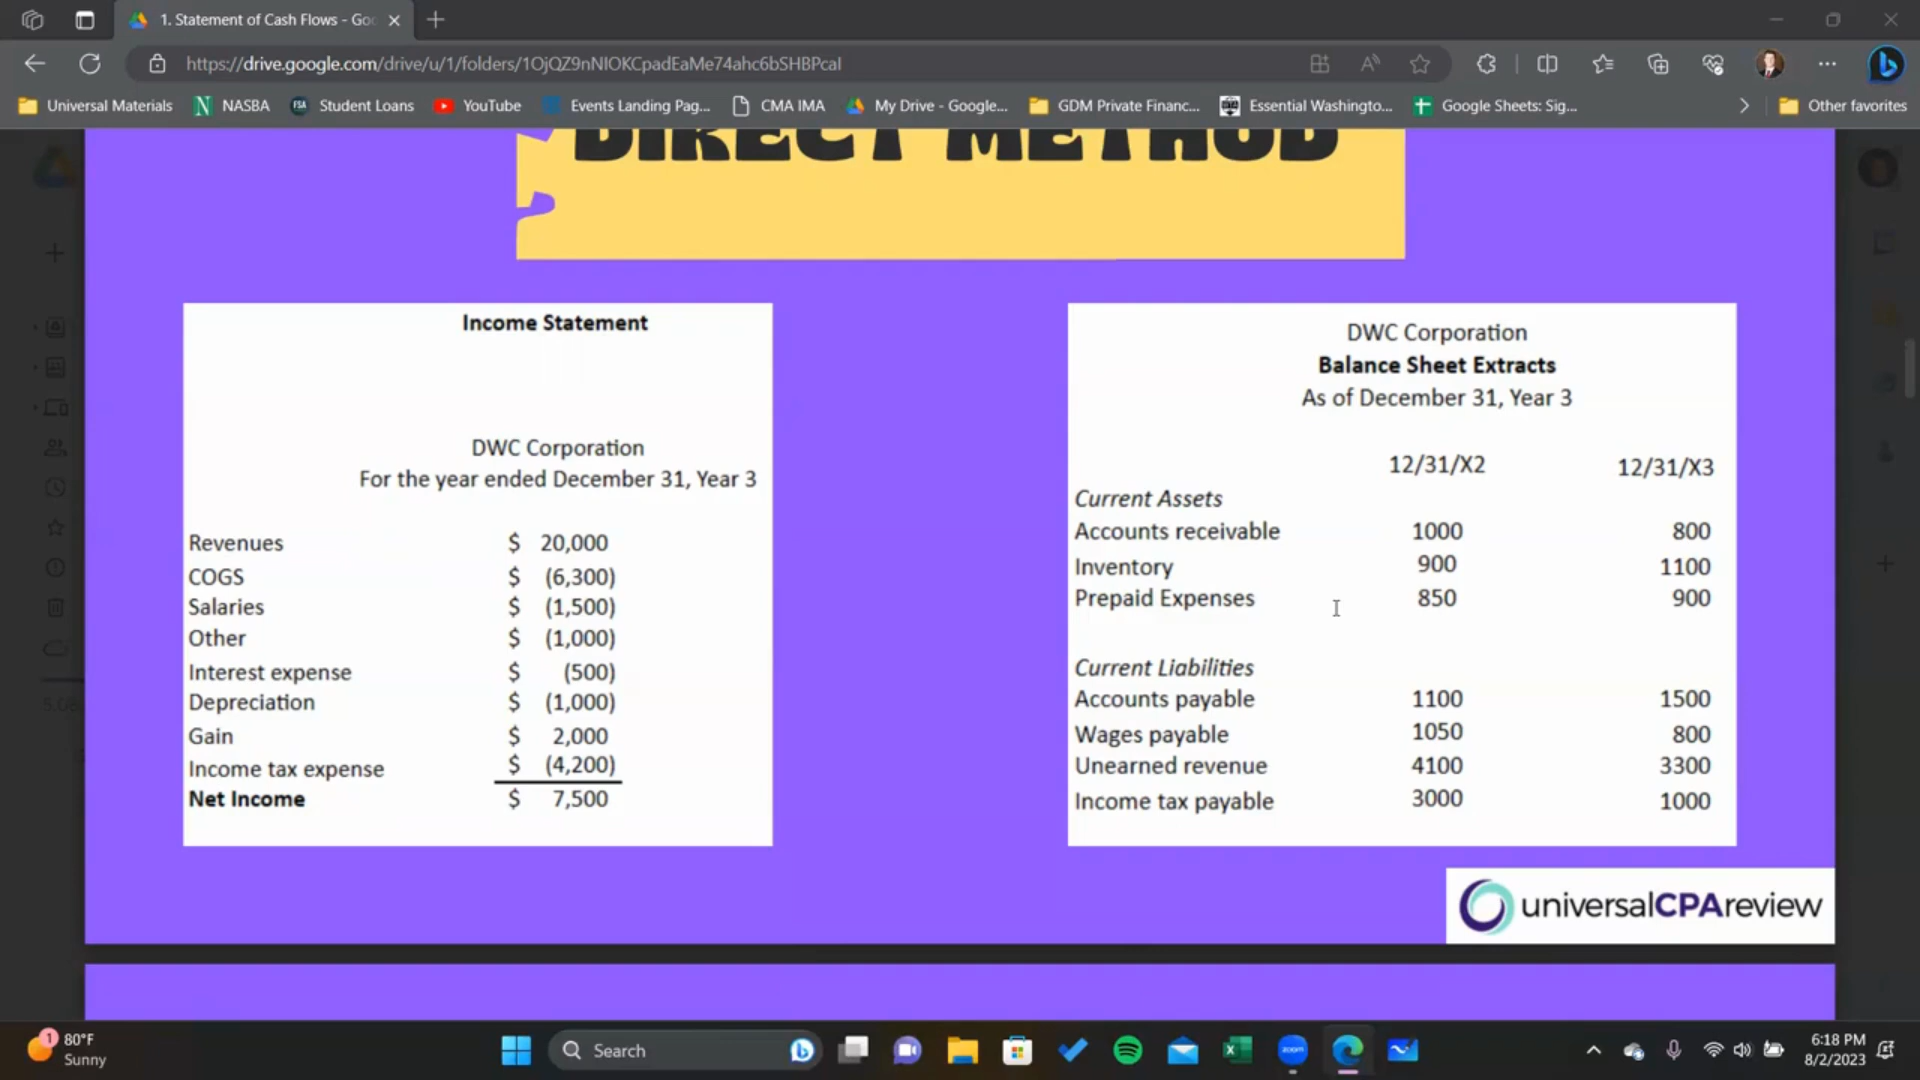 1. Statement of Cash Flows - Goo
https://drive.google.com/drive/u/1/folders/1OjQZ9nNIOKCpadEaMe74ahc6bSHBPcaI
Universal Materials NASBA FSA Student Loans YouTube Events Landing Pag... CMA IMA My Drive - Google... GDM Private Financ... Essential Washingto... Google Sheets: Sig... Other favorites
DIRECT METHOD
Income Statement
DWC Corporation
For the year ended December 31, Year 3
Revenues $ 20,000
COGS $ (6,300)
Salaries $ (1,500)
Other $ (1,000)
Interest expense $ (500)
Depreciation $ (1,000)
Gain $ 2,000
Income tax expense $ (4,200)
Net Income $ 7,500
DWC Corporation
Balance Sheet Extracts
As of December 31, Year 3
12/31/X2 12/31/X3
Current Assets
Accounts receivable 1000 800
Inventory 900 1100
Prepaid Expenses 850 900
Current Liabilities
Accounts payable 1100 1500
Wages payable 1050 800
Unearned revenue 4100 3300
Income tax payable 3000 1000
universalCPAreview
1 80°F
Sunny
Search
zoom
6:18 PM
8/2/2023